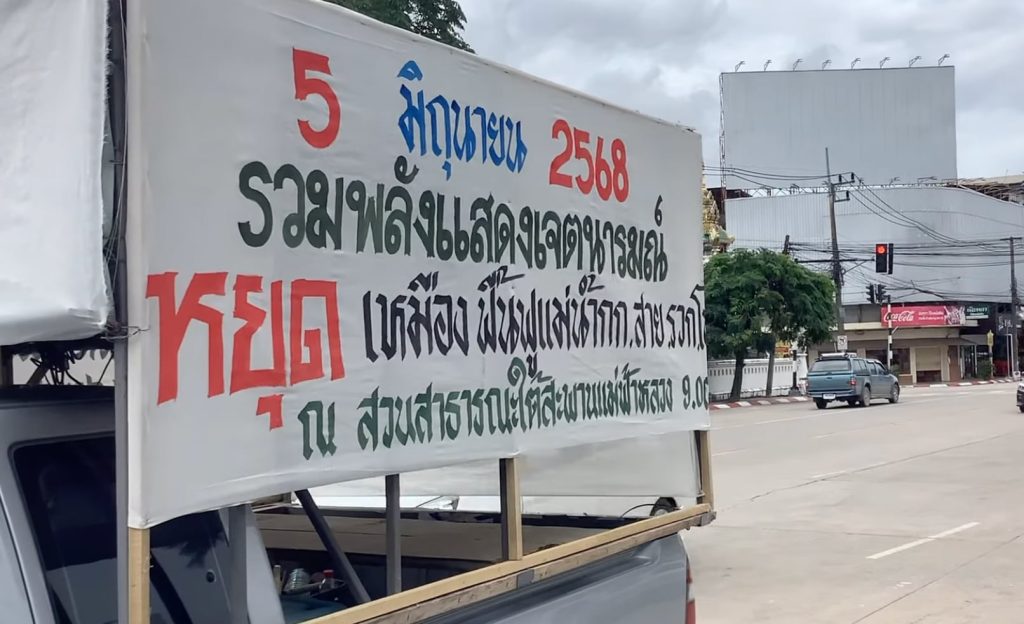 5 มิถุนายน 2568
รวมพลังแสดงเจตนารมณ์
หยุด เหมือง ฟื้นฟูแม่น้ำกก.สาย.รวก.โ
ณ สวนสาธารณะใต้สะพานแม่ฟ้าหลวง 9.0
Coca-Cola